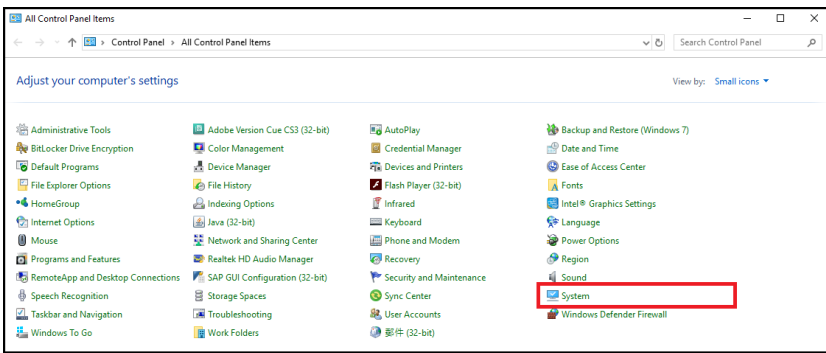 All Control Panel Items
Control Panel > All Control Panel Items
Search Control Panel
Adjust your computer's settings
View by: Small icons
Administrative Tools Adobe Version Cue CS3 (32-bit) AutoPlay Backup and Restore (Windows 7)
BitLocker Drive Encryption Color Management Credential Manager Date and Time
Default Programs Device Manager Devices and Printers Ease of Access Center
File Explorer Options File History Flash Player (32-bit) Fonts
HomeGroup Indexing Options Infrared Intel® Graphics Settings
Internet Options Java (32-bit) Keyboard Language
Mouse Network and Sharing Center Phone and Modem Power Options
Programs and Features Realtek HD Audio Manager Recovery Region
RemoteApp and Desktop Connections SAP GUI Configuration (32-bit) Security and Maintenance Sound
Speech Recognition Storage Spaces Sync Center System
Taskbar and Navigation Troubleshooting User Accounts Windows Defender Firewall
Windows To Go Work Folders 郵件 (32-bit)